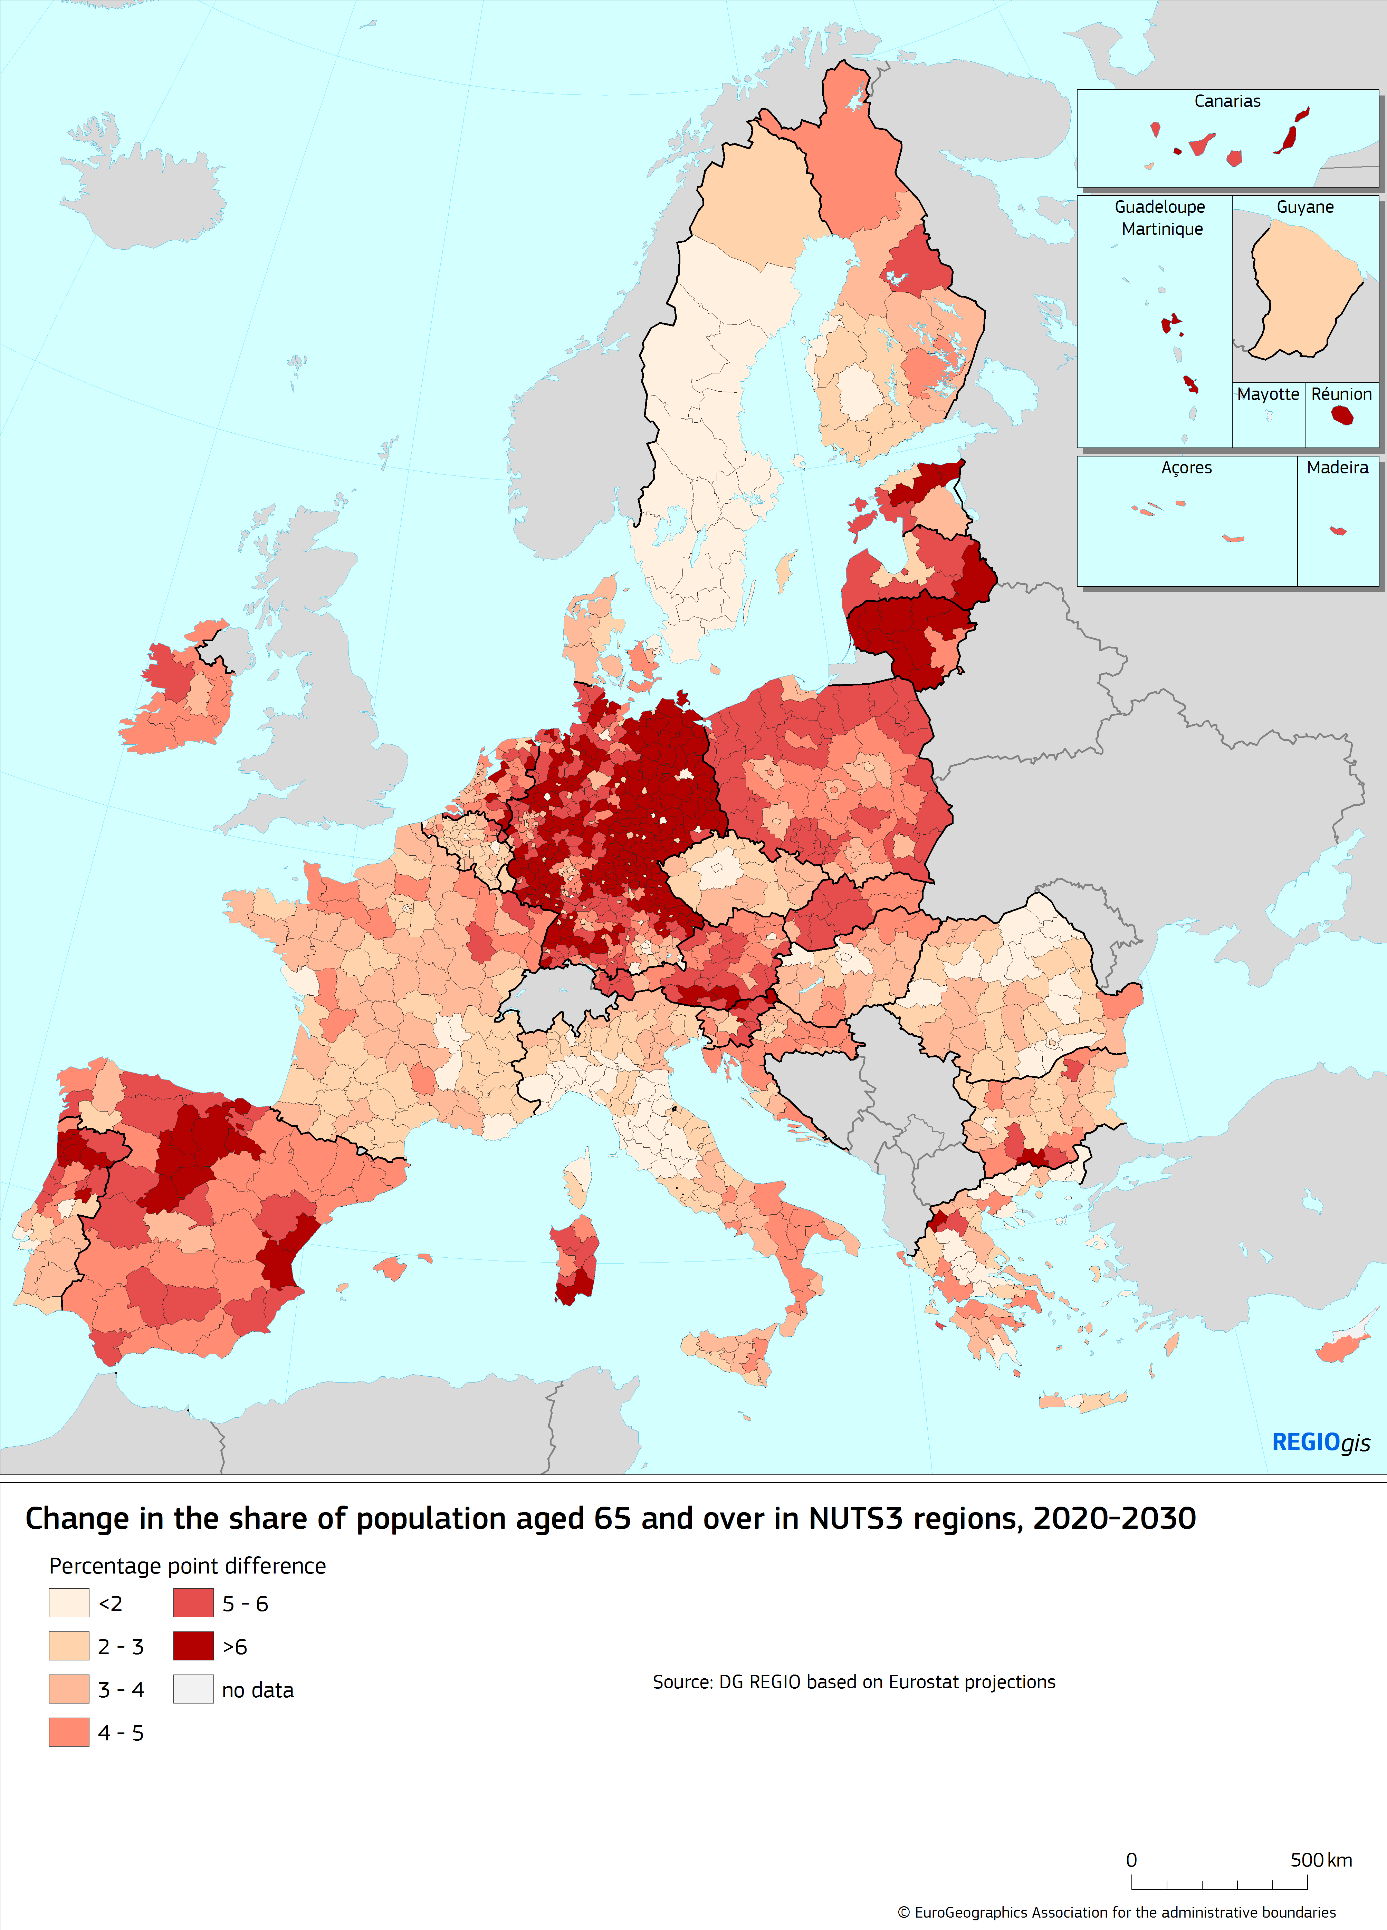 Canarias
Guadeloupe
Martinique
Guyane
Mayotte
Réunion
Açores
Madeira
REGIOgis
Change in the share of population aged 65 and over in NUTS3 regions, 2020-2030
Percentage point difference
<2
2 - 3
3 - 4
4 - 5
5 - 6
>6
no data
Source: DG REGIO based on Eurostat projections
0 500 km
© EuroGeographics Association for the administrative boundaries